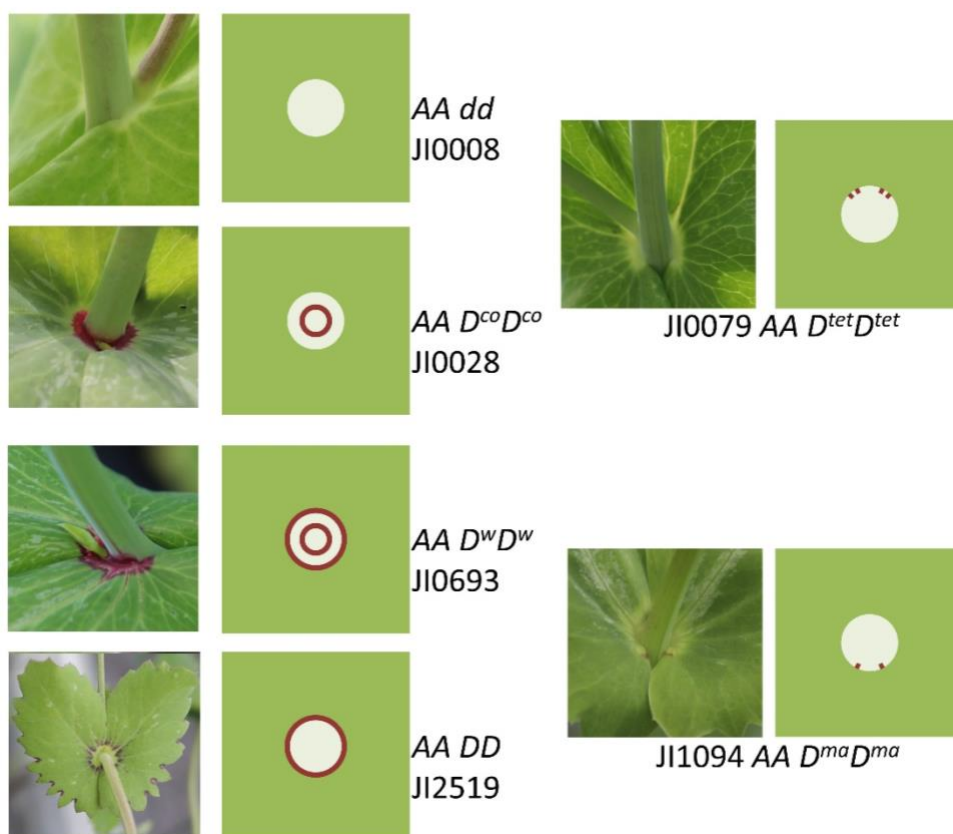 AA dd
JI0008
AA D^co D^co
JI0028
AA D^w D^w
JI0693
AA DD
JI2519
JI0079 AA D^tet D^tet
JI1094 AA D^ma D^ma